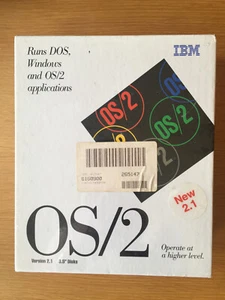 Runs DOS,
Windows
and OS/2
applications
IBM
OS/2
OS/2
OS/2
New
2.1
OS/2
Version 2.1 3.5" Disks
Operate at
a higher level.